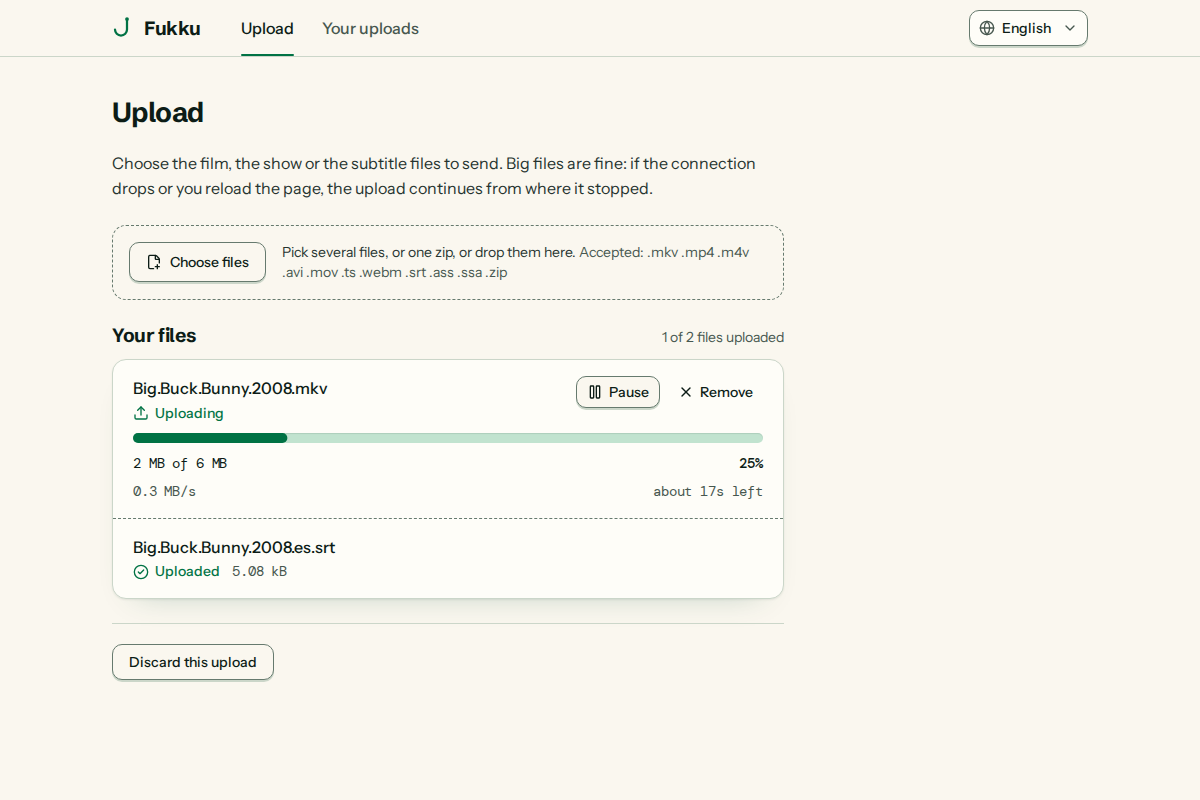 Fukku
Upload
Your uploads
English
Upload
Choose the film, the show or the subtitle files to send. Big files are fine: if the connection
drops or you reload the page, the upload continues from where it stopped.
Choose files
Pick several files, or one zip, or drop them here. Accepted: .mkv .mp4 .m4v
.avi .mov .ts .webm .srt .ass .ssa .zip
Your files
1 of 2 files uploaded
Big.Buck.Bunny.2008.mkv
Pause
Remove
Uploading
2 MB of 6 MB
25%
0.3 MB/s
about 17s left
Big.Buck.Bunny.2008.es.srt
Uploaded 5.08 kB
Discard this upload